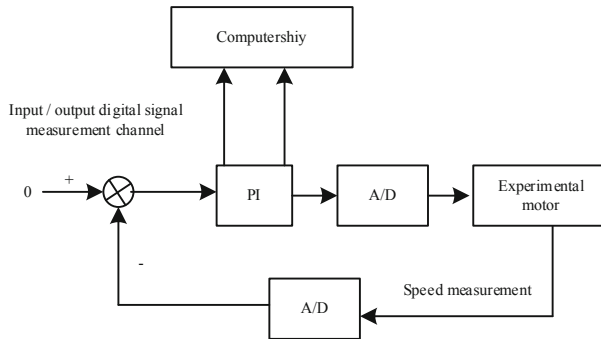 Computershiy
Input / output digital signal
measurement channel
0
+
PI
A/D
Experimental
motor
-
A/D
Speed measurement